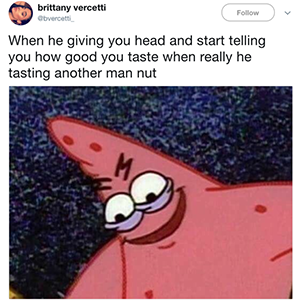 brittany vercetti
@bvercetti_
Follow
When he giving you head and start telling
you how good you taste when really he
tasting another man nut